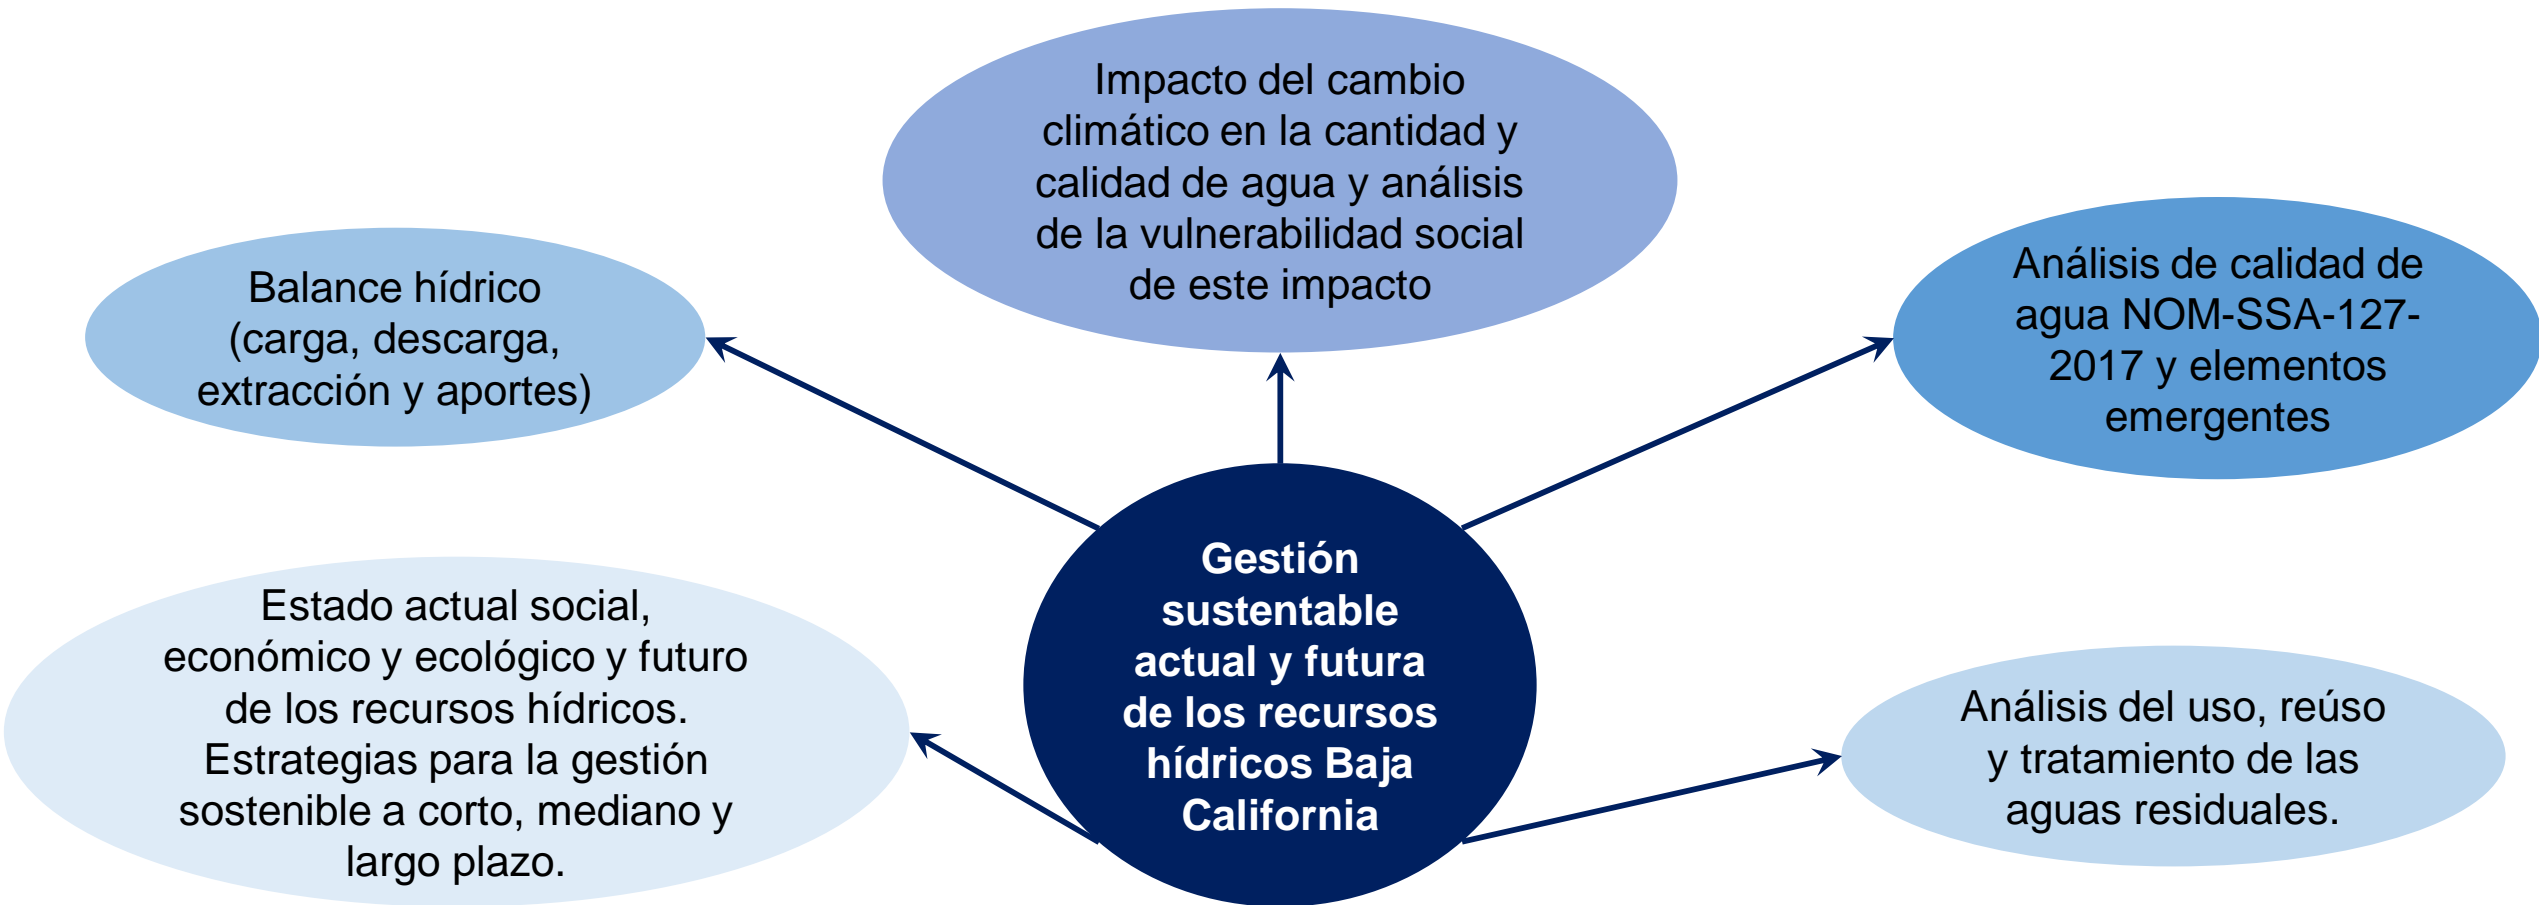 Impacto del cambio
climático en la cantidad y
calidad de agua y análisis
de la vulnerabilidad social
de este impacto
Balance hídrico
(carga, descarga,
extracción y aportes)
Análisis de calidad de
agua NOM-SSA-127-
2017 y elementos
emergentes
Gestión
sustentable
actual y futura
de los recursos
hídricos Baja
California
Estado actual social,
económico y ecológico y futuro
de los recursos hídricos.
Estrategias para la gestión
sostenible a corto, mediano y
largo plazo.
Análisis del uso, reúso
y tratamiento de las
aguas residuales.